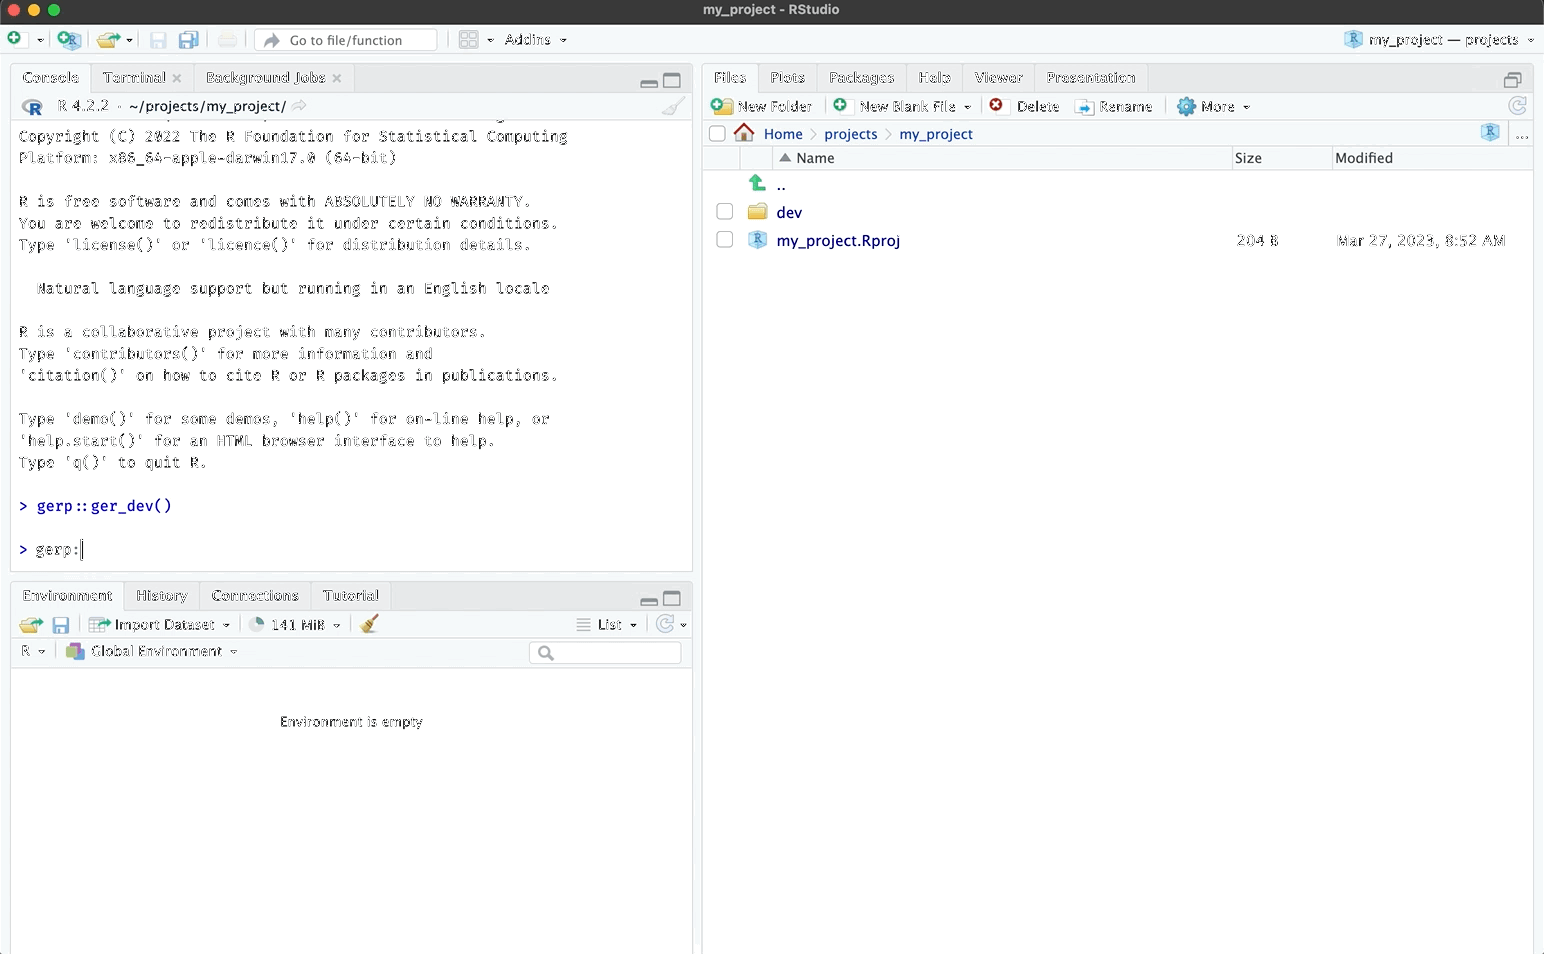 my_project - RStudio
Go to file/function
Addins
my_project — projects
Console
Terminal
Background Jobs
R 4.2.2 · ~/projects/my_project/
Copyright (C) 2022 The R Foundation for Statistical Computing
Platform: x86_64-apple-darwin17.0 (64-bit)
R is free software and comes with ABSOLUTELY NO WARRANTY.
You are welcome to redistribute it under certain conditions.
Type 'license()' or 'licence()' for distribution details.
Natural language support but running in an English locale
R is a collaborative project with many contributors.
Type 'contributors()' for more information and
'citation()' on how to cite R or R packages in publications.
Type 'demo()' for some demos, 'help()' for on-line help, or
'help.start()' for an HTML browser interface to help.
Type 'q()' to quit R.
> gerp::ger_dev()
> gerp:
Environment
History
Connections
Tutorial
Import Dataset
141 MiB
List
R
Global Environment
Environment is empty
Files
Plots
Packages
Help
Viewer
Presentation
New Folder
New Blank File
Delete
Rename
More
Home
projects
my_project
...
Name
Size
Modified
..
dev
my_project.Rproj
204 B
Mar 27, 2023, 8:52 AM